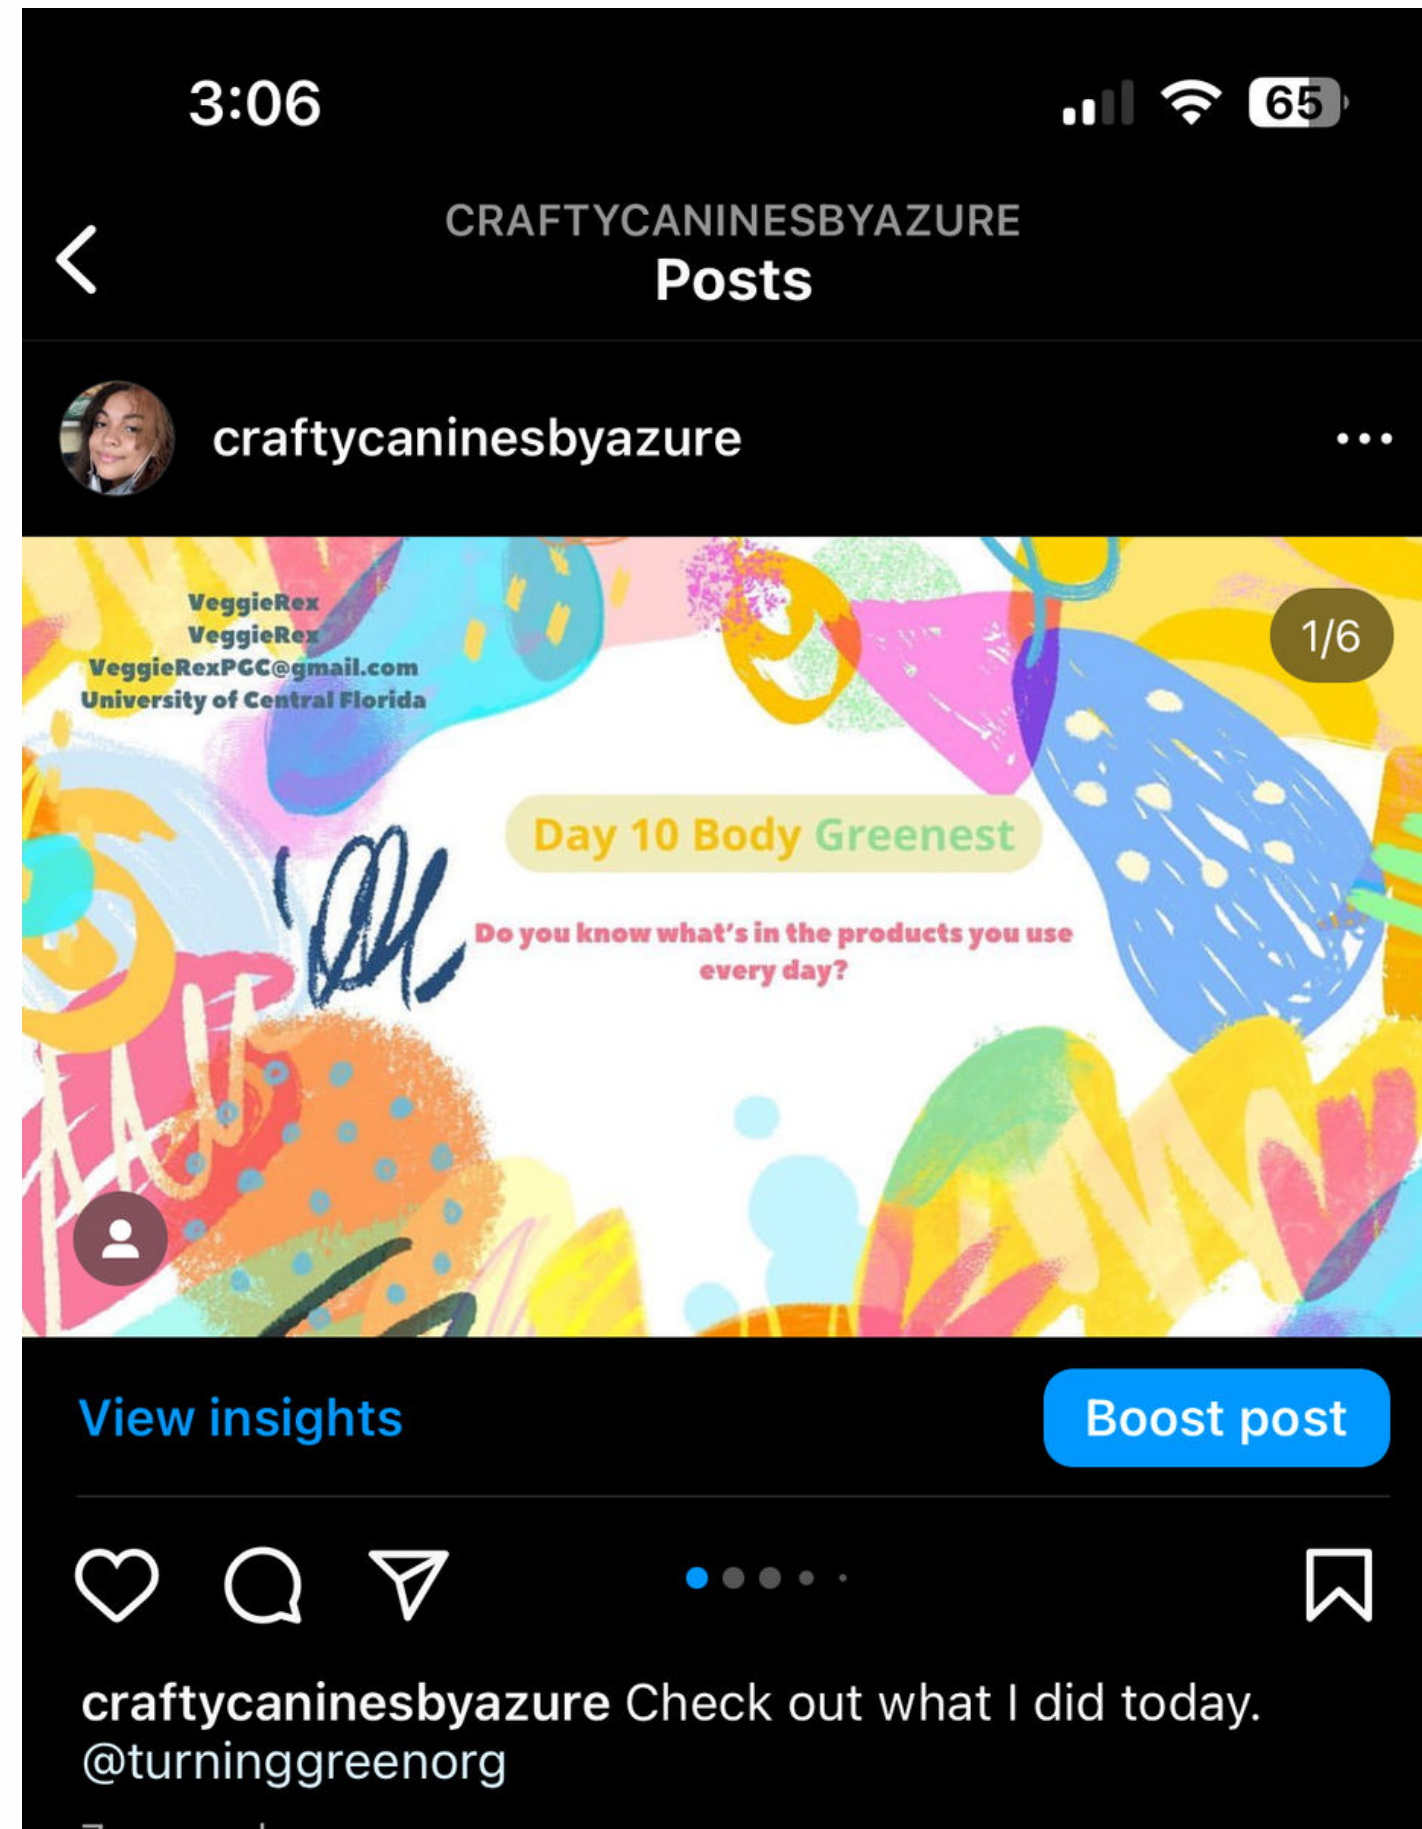 3:06
65
CRAFTYCANINESBYAZURE
Posts
craftycaninesbyazure
VeggieRex
VeggieRex
VeggieRexPGC@gmail.com
University of Central Florida
1/6
Day 10 Body Greenest
Do you know what's in the products you use
every day?
View insights
Boost post
craftycaninesbyazure Check out what I did today.
@turninggreenorg